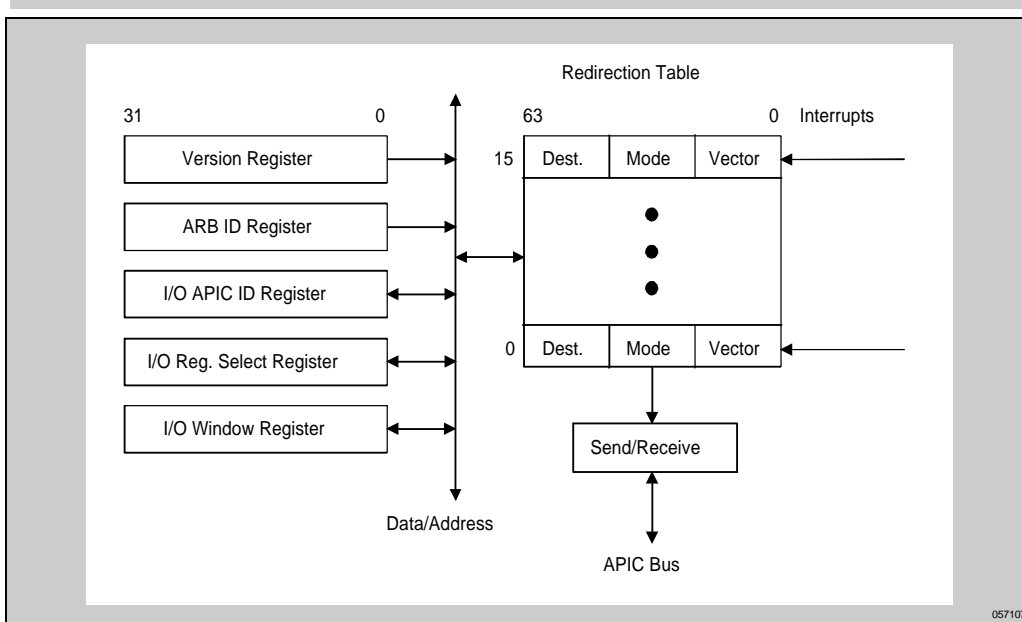 Redirection Table
31 0 63 0 Interrupts
Version Register 15 Dest. Mode Vector
ARB ID Register
I/O APIC ID Register
I/O Reg. Select Register 0 Dest. Mode Vector
I/O Window Register
Send/Receive
Data/Address
APIC Bus
057107